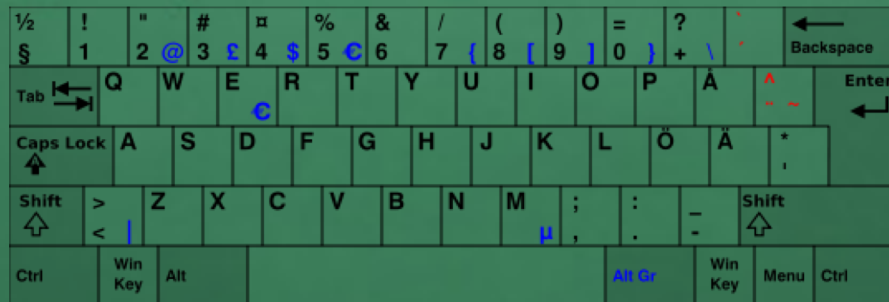 ½ ! " # ¤ % & / ( ) = ? `
§ 1 2 @ 3 £ 4 $ 5 € 6 7 { 8 [ 9 ] 0 } + \ ´ Backspace
Tab Q W E R T Y U I O P Å ^ Enter
€ ¨ ~
Caps Lock A S D F G H J K L Ö Ä *
'
Shift > Z X C V B N M ; : _ Shift
< | µ , . -
Ctrl Win Key Alt Alt Gr Win Key Menu Ctrl